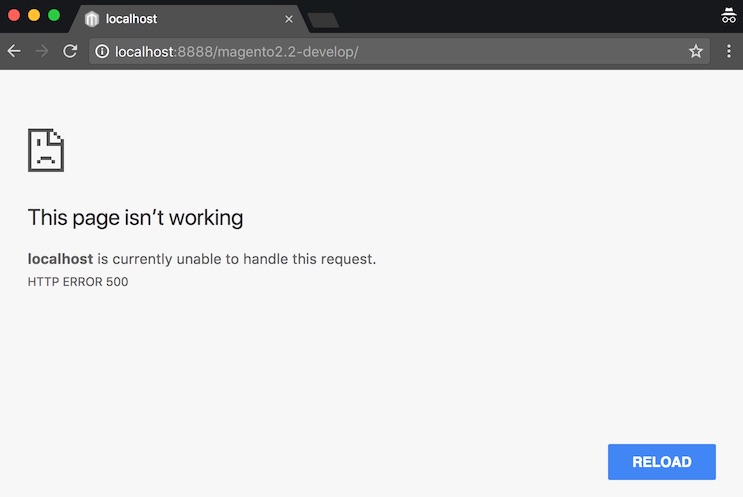 localhost
localhost:8888/magento2.2-develop/
This page isn’t working
localhost is currently unable to handle this request.
HTTP ERROR 500
RELOAD